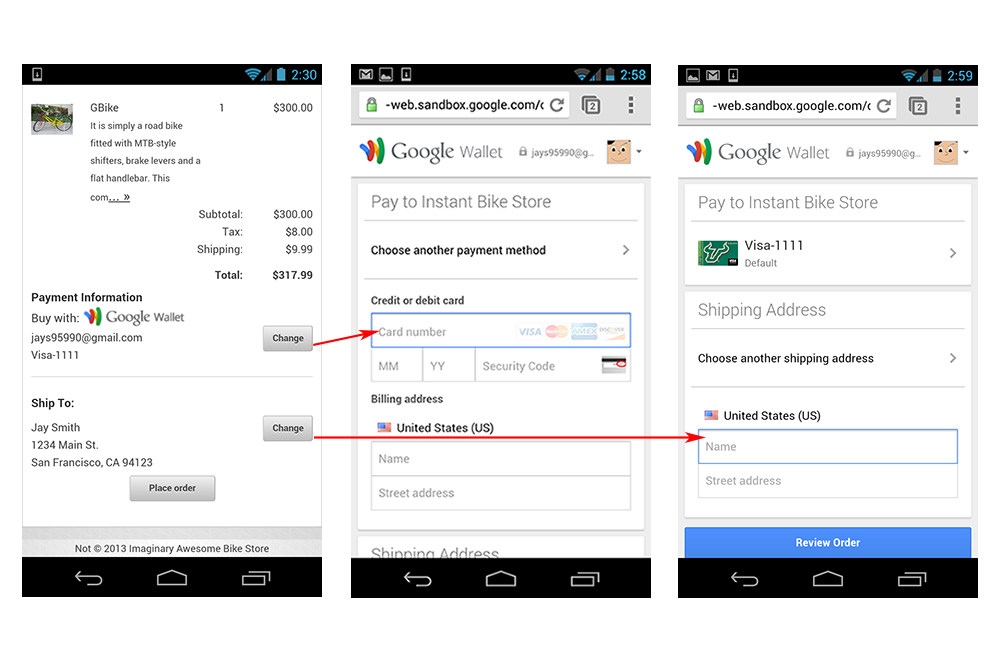 2:30
GBike 1 $300.00
It is simply a road bike
fitted with MTB-style
shifters, brake levers and a
flat handlebar. This
com... »
Subtotal: $300.00
Tax: $8.00
Shipping: $9.99
Total: $317.99
Payment Information
Buy with: Google Wallet
jays95990@gmail.com
Visa-1111
Change
Ship To:
Jay Smith
1234 Main St.
San Francisco, CA 94123
Change
Place order
Not © 2013 Imaginary Awesome Bike Store
2:58
-web.sandbox.google.com/c
2
Google Wallet jays95990@g...
Pay to Instant Bike Store
Choose another payment method
Credit or debit card
Card number VISA MasterCard AMEX DISCOVER
MM YY Security Code
Billing address
United States (US)
Name
Street address
Shipping Address
2:59
-web.sandbox.google.com/c
2
Google Wallet jays95990@g...
Pay to Instant Bike Store
Visa-1111
Default
Shipping Address
Choose another shipping address
United States (US)
Name
Street address
Review Order